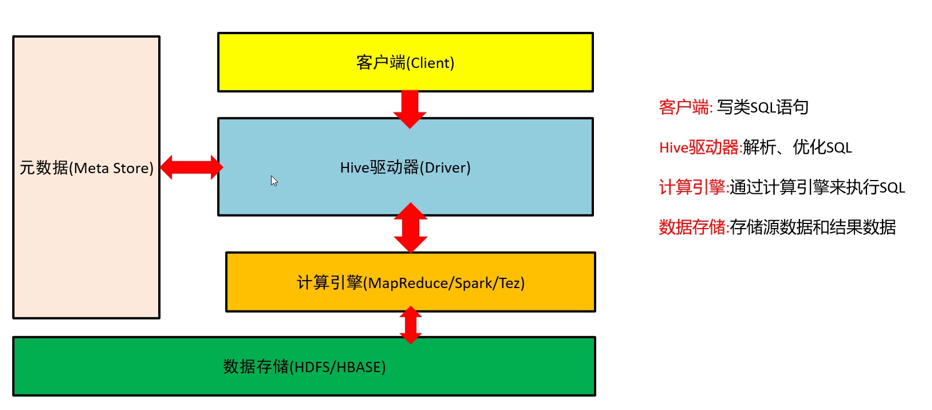 客户端(Client)
元数据(Meta Store)
Hive驱动器(Driver)
计算引擎(MapReduce/Spark/Tez)
数据存储(HDFS/HBASE)
客户端: 写类SQL语句
Hive驱动器:解析、优化SQL
计算引擎:通过计算引擎来执行SQL
数据存储:存储源数据和结果数据